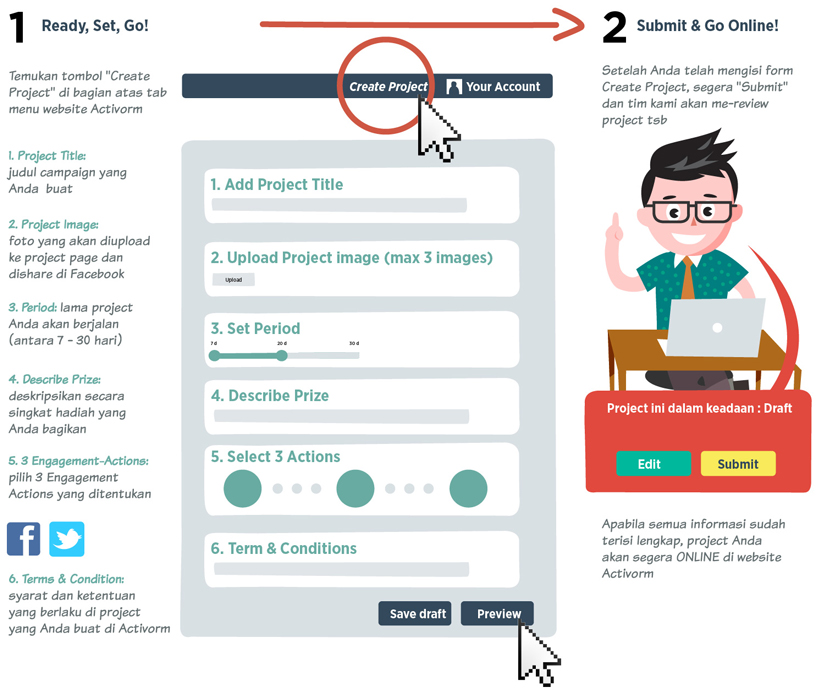 1 Ready, Set, Go!
Temukan tombol "Create
Project" di bagian atas tab
menu website Activorm
1. Project Title:
judul campaign yang
Anda buat
2. Project Image:
foto yang akan diupload
ke project page dan
dishare di Facebook
3. Period: lama project
Anda akan berjalan
(antara 7 - 30 hari)
4. Describe Prize:
deskripsikan secara
singkat hadiah yang
Anda bagikan
5. 3 Engagement-Actions:
pilih 3 Engagement
Actions yang ditentukan
f
6. Terms & Condition:
syarat dan ketentuan
yang berlaku di project
yang Anda buat di Activorm
Create Project
Your Account
1. Add Project Title
2. Upload Project image (max 3 images)
Upload
3. Set Period
7 d 20 d 30 d
4. Describe Prize
5. Select 3 Actions
6. Term & Conditions
Save draft
Preview
2 Submit & Go Online!
Setelah Anda telah mengisi form
Create Project, segera "Submit"
dan tim kami akan me-review
project tsb
Project ini dalam keadaan : Draft
Edit
Submit
Apabila semua informasi sudah
terisi lengkap, project Anda
akan segera ONLINE di website
Activorm